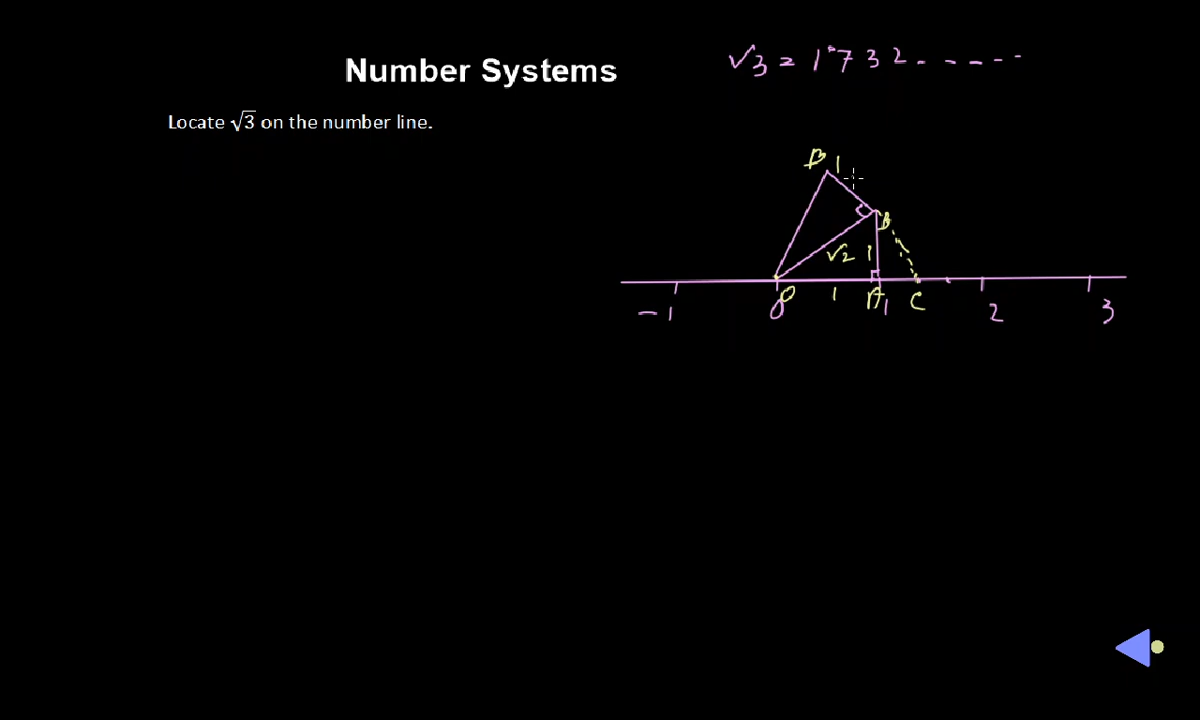 Number Systems
√3 = 1.732......
Locate √3 on the number line.
B1
B
√2 1
O 1 A C
-1 0 1 2 3